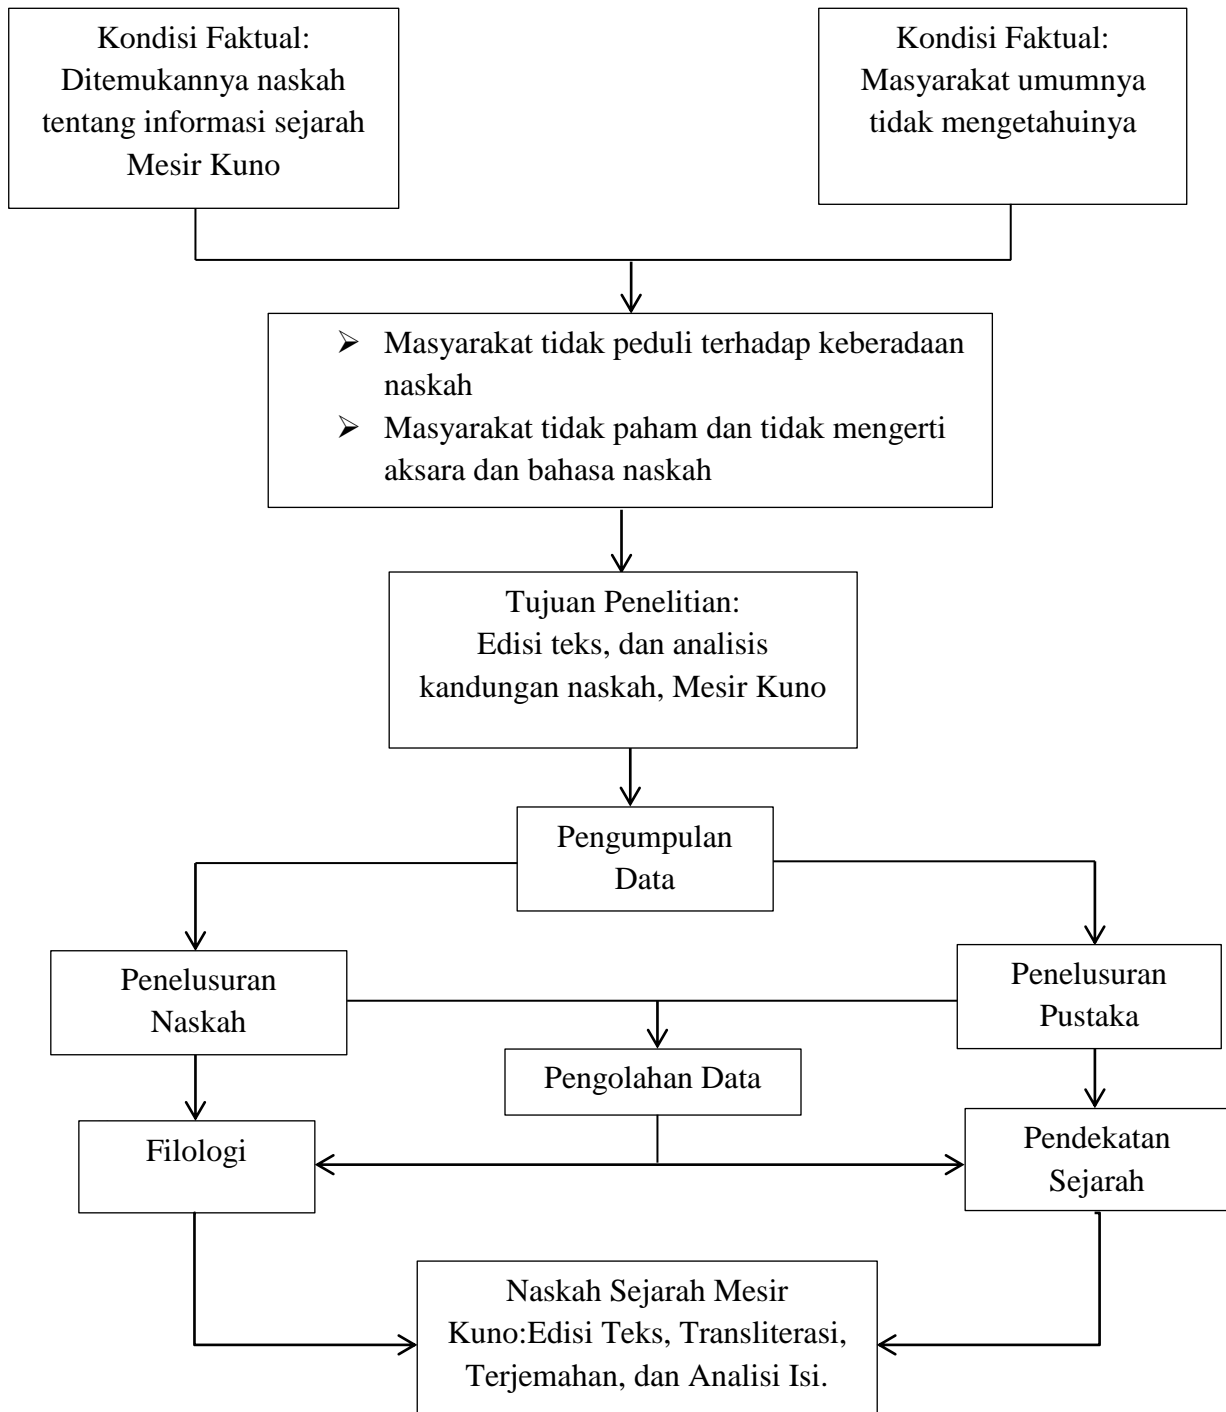 Kondisi Faktual:
Ditemukannya naskah
tentang informasi sejarah
Mesir Kuno
Kondisi Faktual:
Masyarakat umumnya
tidak mengetahuinya
➢ Masyarakat tidak peduli terhadap keberadaan
naskah
➢ Masyarakat tidak paham dan tidak mengerti
aksara dan bahasa naskah
Tujuan Penelitian:
Edisi teks, dan analisis
kandungan naskah, Mesir Kuno
Pengumpulan
Data
Penelusuran
Naskah
Penelusuran
Pustaka
Pengolahan Data
Filologi
Pendekatan
Sejarah
Naskah Sejarah Mesir
Kuno:Edisi Teks, Transliterasi,
Terjemahan, dan Analisi Isi.